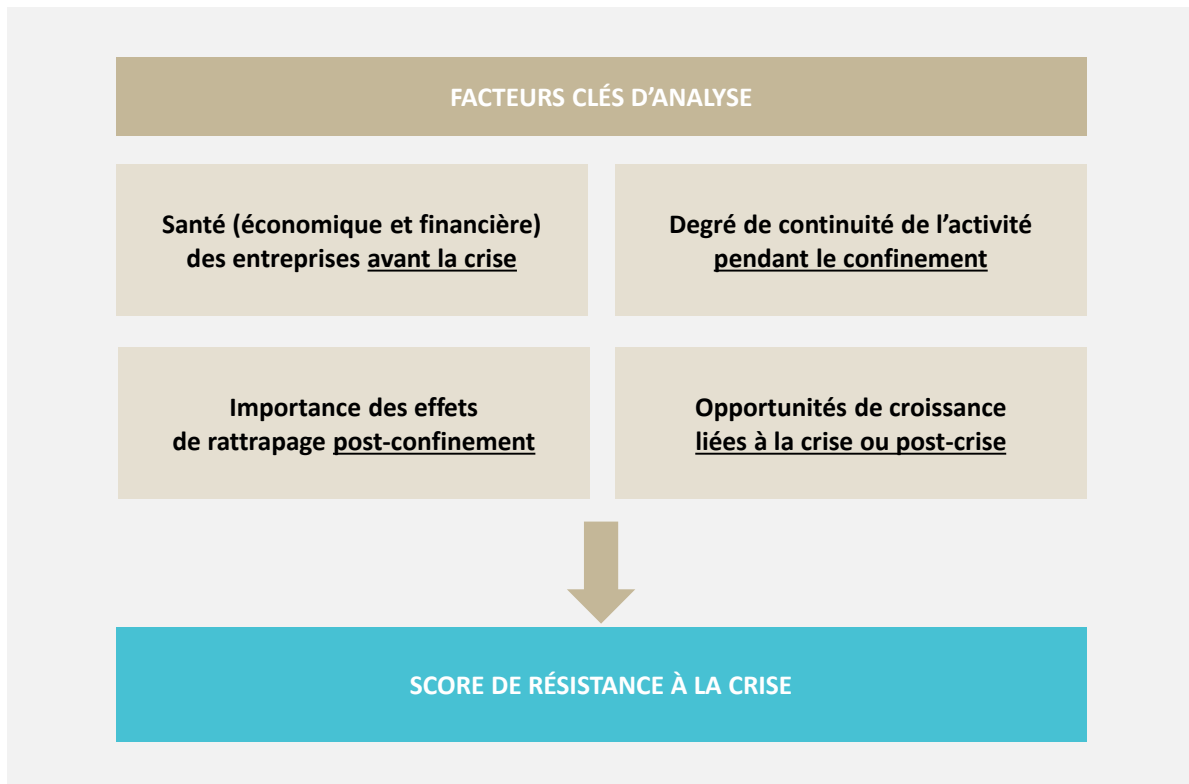 FACTEURS CLÉS D’ANALYSE
Santé (économique et financière)
des entreprises avant la crise
Degré de continuité de l’activité
pendant le confinement
Importance des effets
de rattrapage post-confinement
Opportunités de croissance
liées à la crise ou post-crise
SCORE DE RÉSISTANCE À LA CRISE